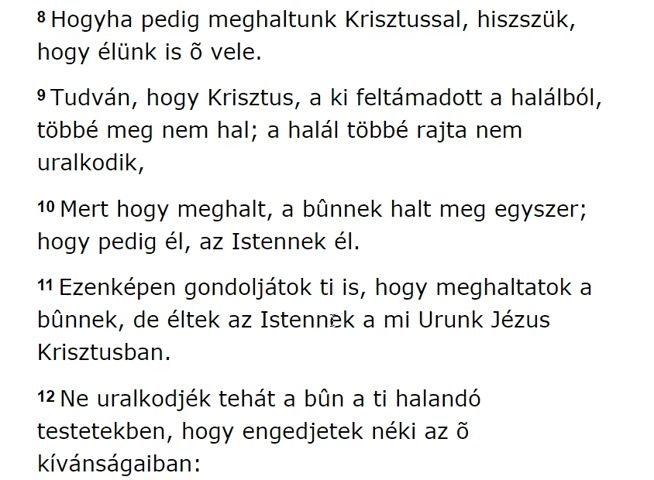 8 Hogyha pedig meghaltunk Krisztussal, hiszszük,
hogy élünk is õ vele.
9 Tudván, hogy Krisztus, a ki feltámadott a halálból,
többé meg nem hal; a halál többé rajta nem
uralkodik,
10 Mert hogy meghalt, a bûnnek halt meg egyszer;
hogy pedig él, az Istennek él.
11 Ezenképen gondoljátok ti is, hogy meghaltatok a
bûnnek, de éltek az Istennek a mi Urunk Jézus
Krisztusban.
12 Ne uralkodjék tehát a bûn a ti halandó
testetekben, hogy engedjetek néki az õ
kívánságaiban: